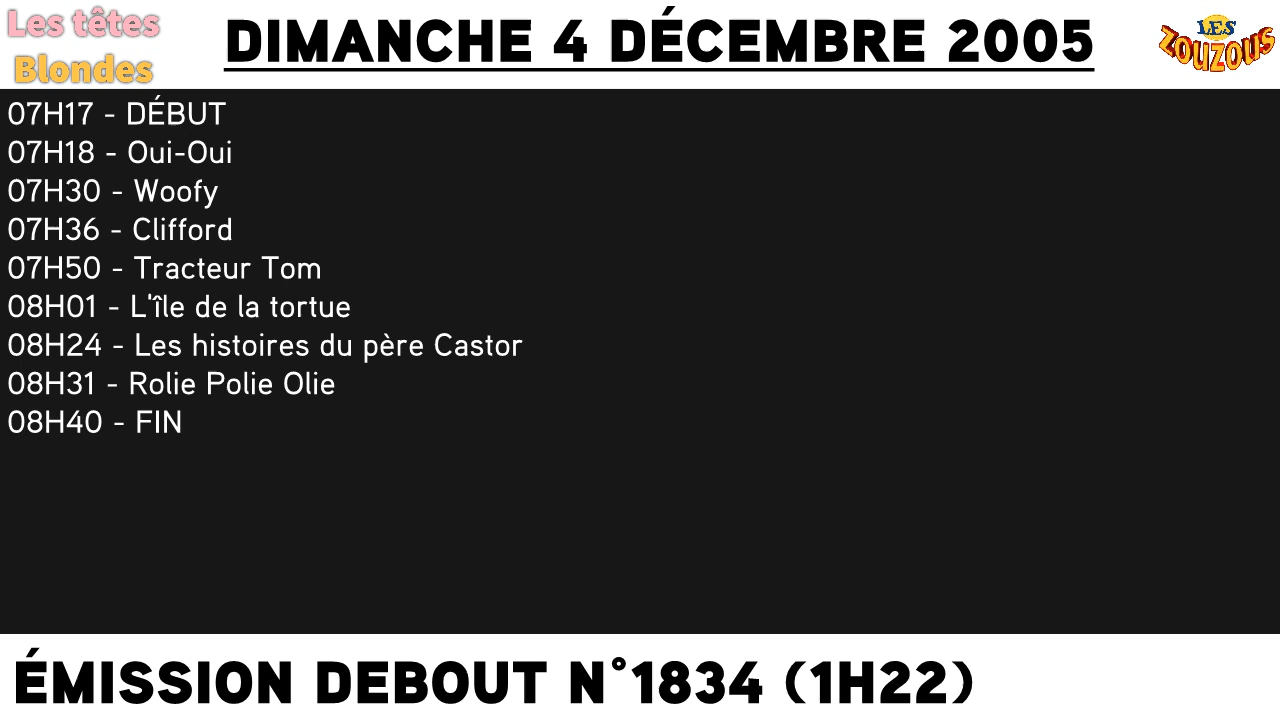 Les têtes
Blondes
DIMANCHE 4 DÉCEMBRE 2005
LES
ZOUZOUS
07H17 - DÉBUT
07H18 - Oui-Oui
07H30 - Woofy
07H36 - Clifford
07H50 - Tracteur Tom
08H01 - L'île de la tortue
08H24 - Les histoires du père Castor
08H31 - Rolie Polie Olie
08H40 - FIN
ÉMISSION DEBOUT N°1834 (1H22)